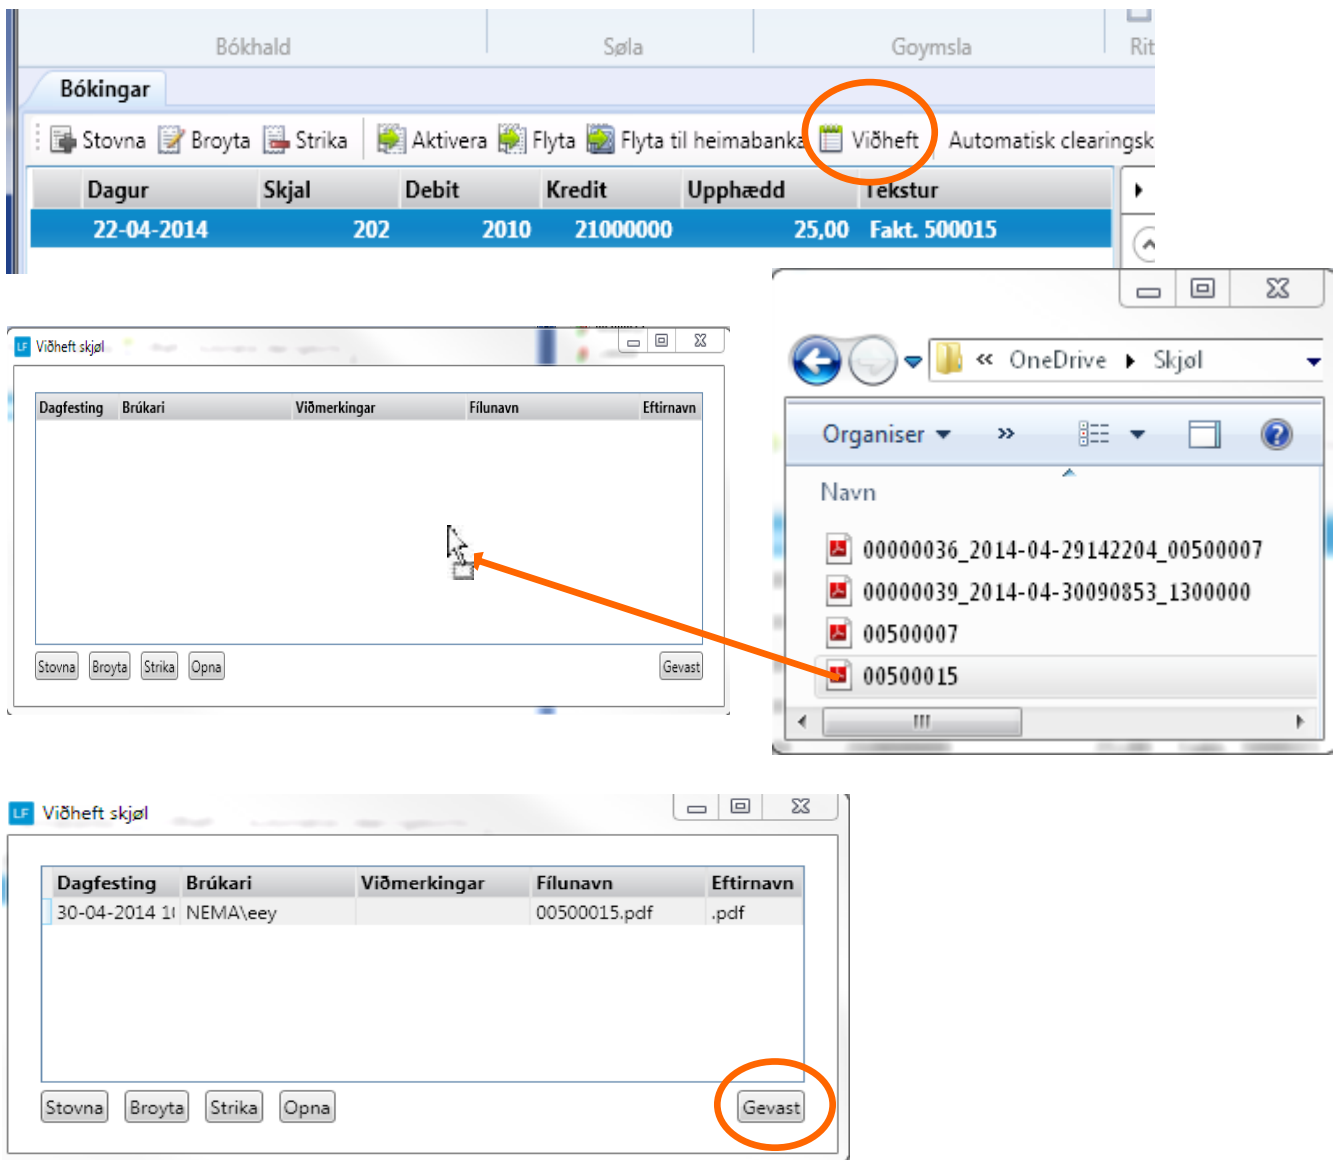 Bókhald Søla Goymsla Rit
Bókingar
Stovna Broyta Strika Aktivera Flyta Flyta til heimabanka Viðheft Automatisk clearingsk
Dagur Skjal Debit Kredit Upphædd Tekstur
22-04-2014 202 2010 21000000 25,00 Fakt. 500015
LF Viðheft skjøl
Dagfesting Brúkari Viðmerkingar Fílunavn Eftirnavn
Stovna Broyta Strika Opna Gevast
« OneDrive Skjøl
Organiser »
Navn
00000036_2014-04-29142204_00500007
00000039_2014-04-30090853_1300000
00500007
00500015
LF Viðheft skjøl
Dagfesting Brúkari Viðmerkingar Fílunavn Eftirnavn
30-04-2014 NEMA\eey 00500015.pdf .pdf
Stovna Broyta Strika Opna Gevast